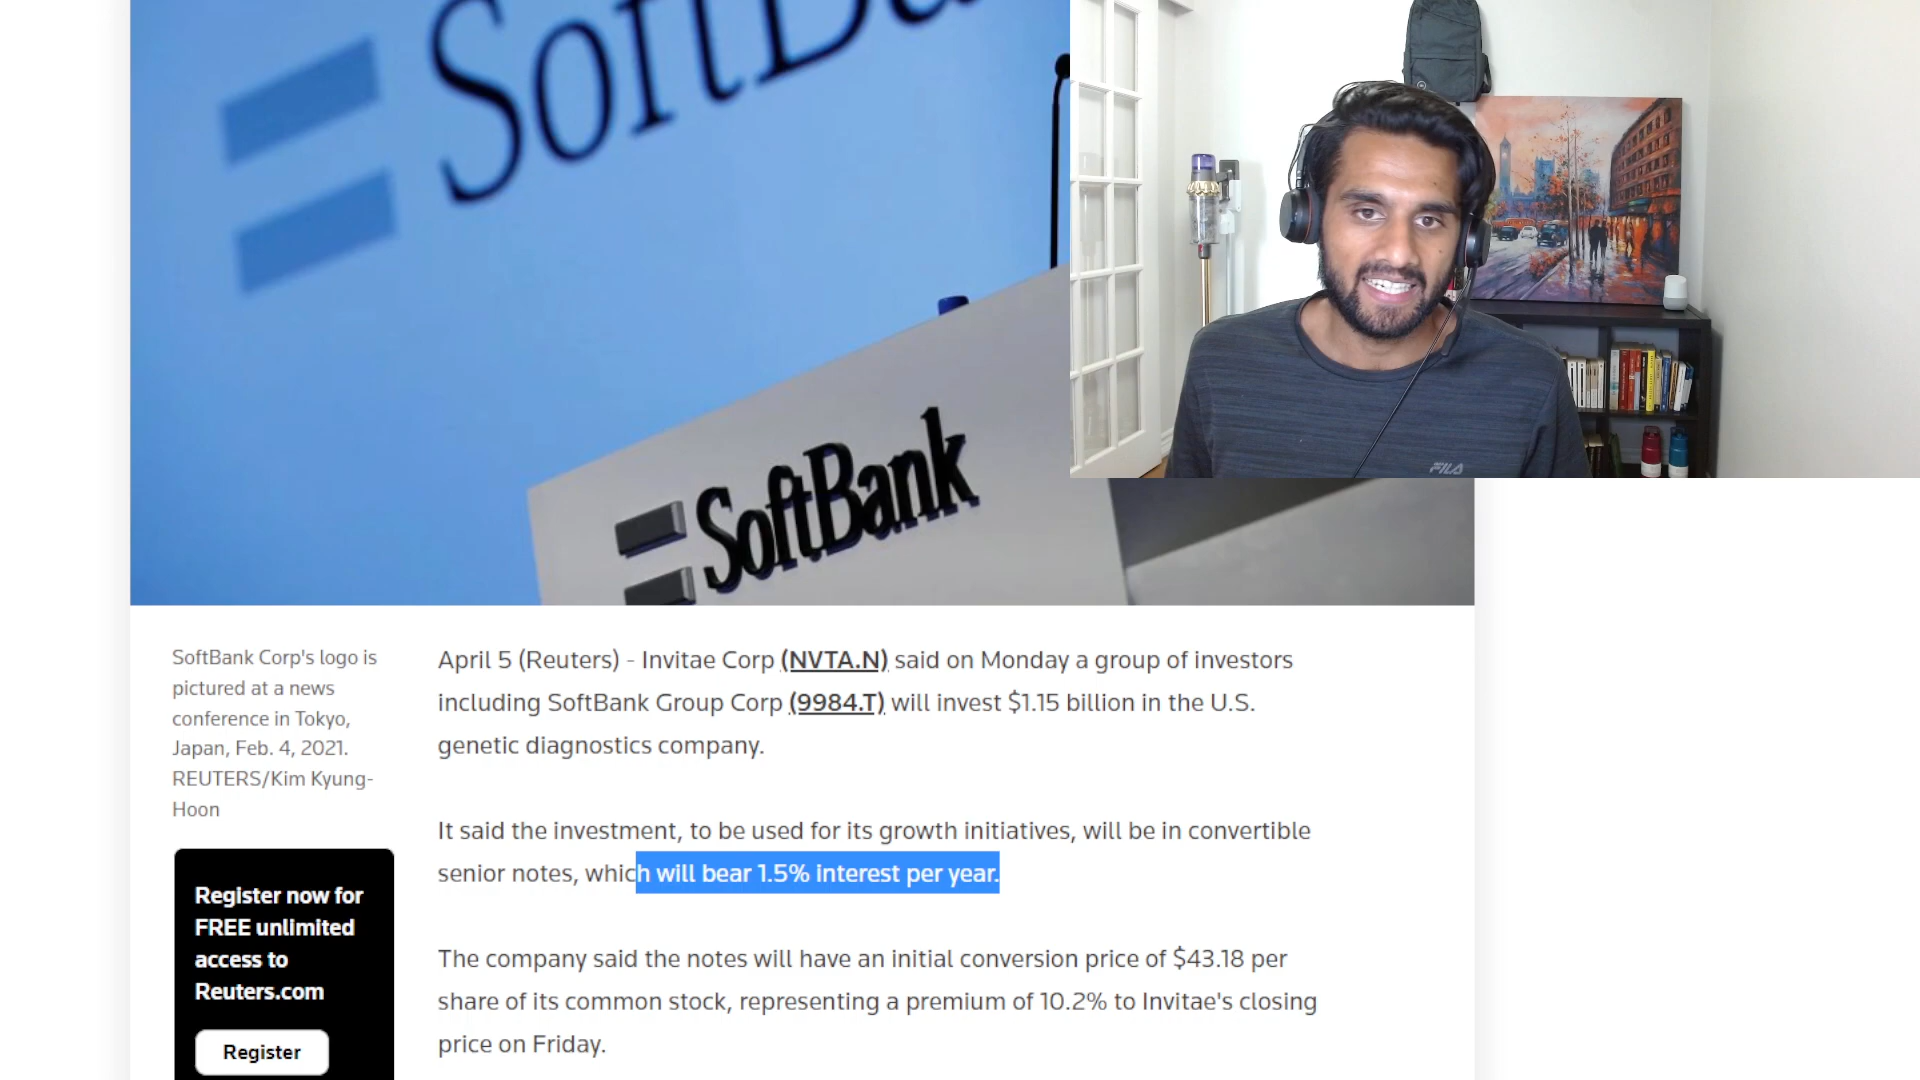 SoftBan
SoftBank
FILA
SoftBank Corp's logo is
pictured at a news
conference in Tokyo,
Japan, Feb. 4, 2021.
REUTERS/Kim Kyung-
Hoon
Register now for
FREE unlimited
access to
Reuters.com
Register
April 5 (Reuters) - Invitae Corp (NVTA.N) said on Monday a group of investors
including SoftBank Group Corp (9984.T) will invest $1.15 billion in the U.S.
genetic diagnostics company.
It said the investment, to be used for its growth initiatives, will be in convertible
senior notes, which will bear 1.5% interest per year.
The company said the notes will have an initial conversion price of $43.18 per
share of its common stock, representing a premium of 10.2% to Invitae's closing
price on Friday.